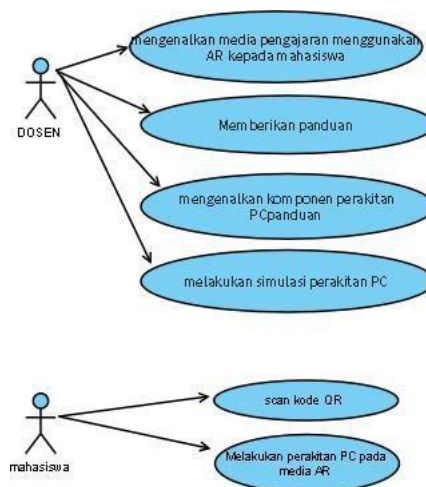 mengenalkan media pengajaran menggunakan
AR kepada mahasiswa
DOSEN
Memberikan panduan
mengenalkan komponen perakitan
PCpanduan
melakukan simulasi perakitan PC
scan kode QR
mahasiswa
Melakukan perakitan PC pada
media AR